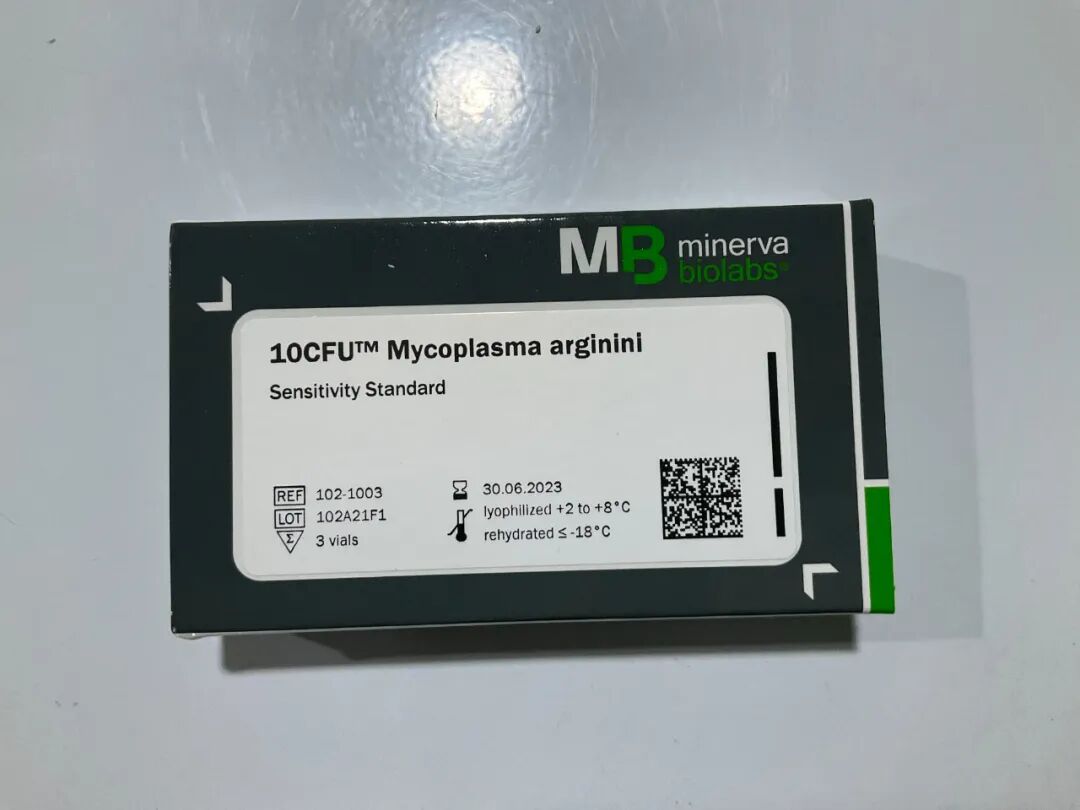 MB minerva
biolabs®
10CFU™ Mycoplasma arginini
Sensitivity Standard
REF 102-1003
LOT 102A21F1
Σ 3 vials
30.06.2023
lyophilized +2 to +8°C
rehydrated ≤ -18°C